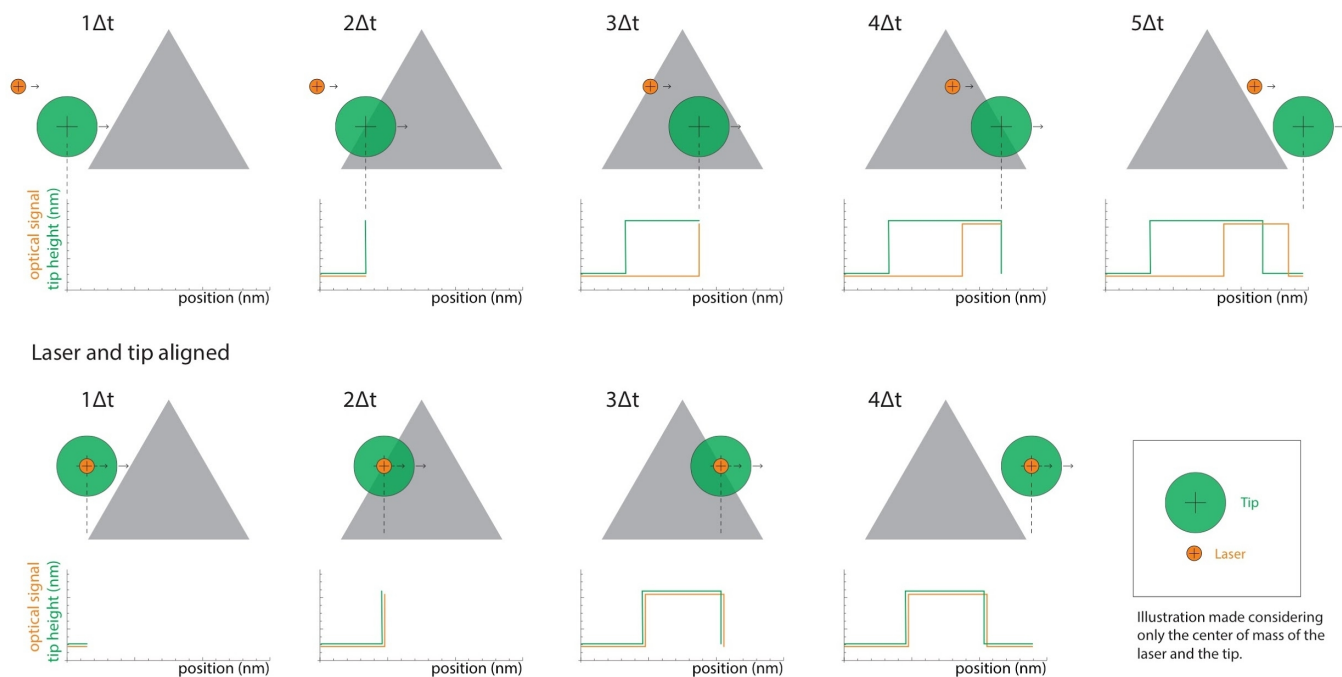 1Δt
2Δt
3Δt
4Δt
5Δt
optical signal
tip height (nm)
position (nm)
position (nm)
position (nm)
position (nm)
position (nm)
Laser and tip aligned
1Δt
2Δt
3Δt
4Δt
Tip
Laser
Illustration made considering
only the center of mass of the
laser and the tip.
optical signal
tip height (nm)
position (nm)
position (nm)
position (nm)
position (nm)